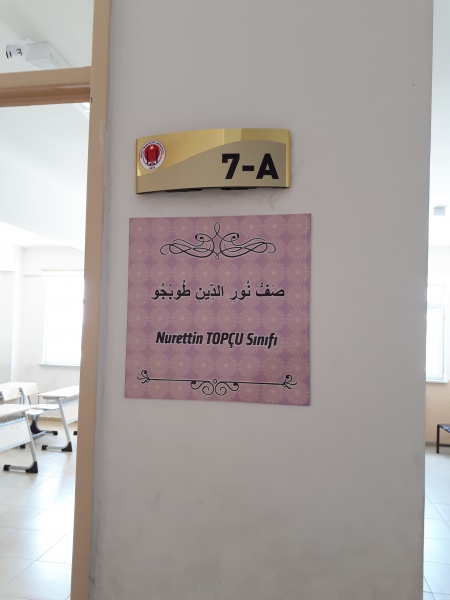 7-A
صَفُّ نُورِ الدِّينِ طُوبْجُو
Nurettin TOPÇU Sınıfı